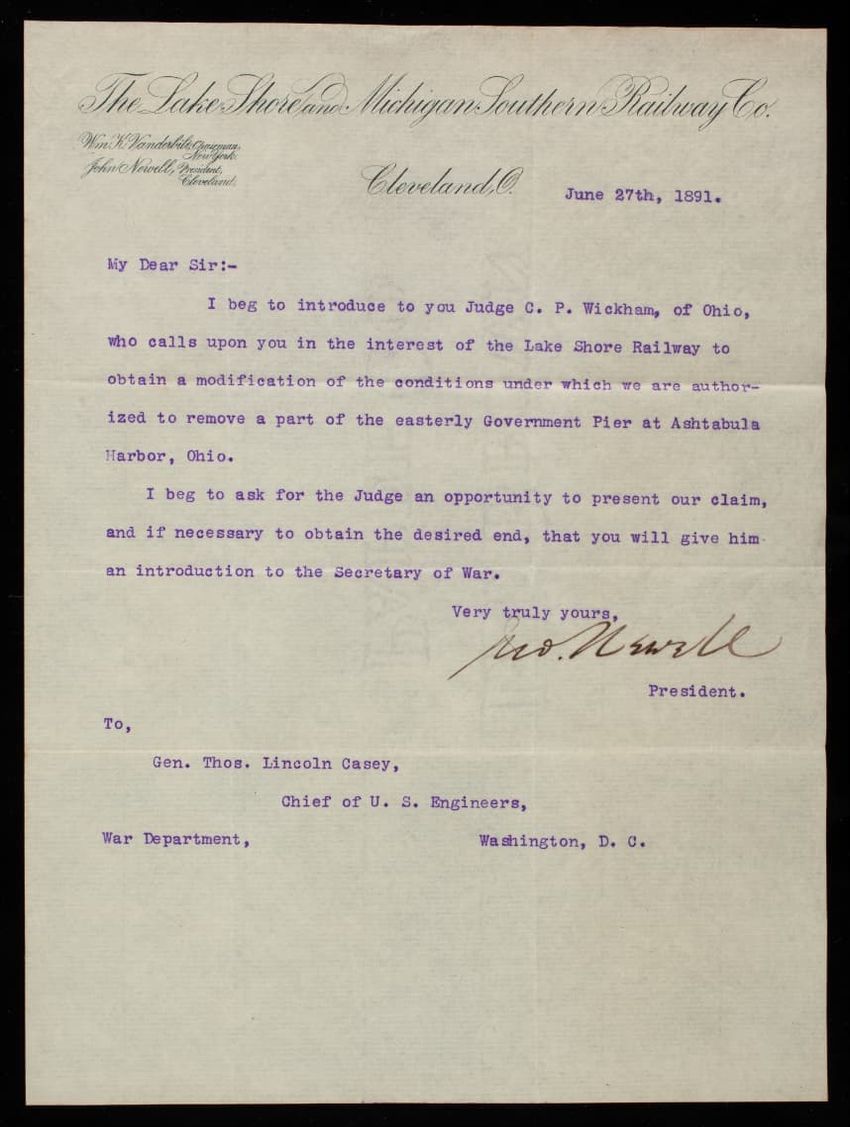 The Lake Shore and Michigan Southern Railway Co.
Wm. K. Vanderbilt, Chairman,
New York.
John Newell, President,
Cleveland.
Cleveland, O.
June 27th, 1891.
My Dear Sir:-
I beg to introduce to you Judge C. P. Wickham, of Ohio,
who calls upon you in the interest of the Lake Shore Railway to
obtain a modification of the conditions under which we are author-
ized to remove a part of the easterly Government Pier at Ashtabula
Harbor, Ohio.
I beg to ask for the Judge an opportunity to present our claim,
and if necessary to obtain the desired end, that you will give him
an introduction to the Secretary of War.
Very truly yours,
Jno. Newell
President.
To,
Gen. Thos. Lincoln Casey,
Chief of U. S. Engineers,
War Department, Washington, D. C.